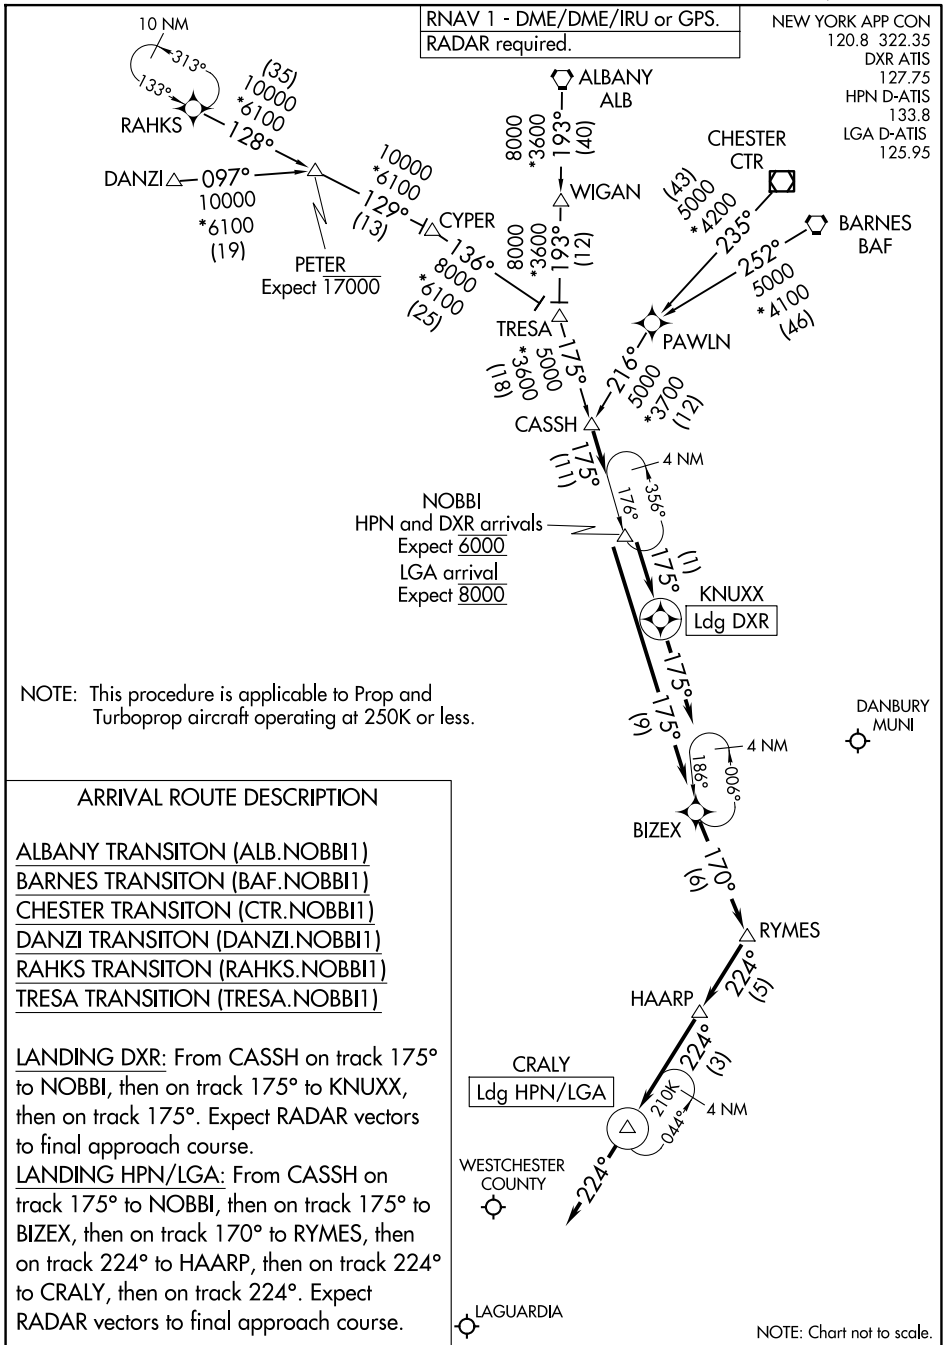 RNAV 1 - DME/DME/IRU or GPS.
RADAR required.
NEW YORK APP CON
120.8 322.35
DXR ATIS
127.75
HPN D-ATIS
133.8
LGA D-ATIS
125.95
10 NM
313°
133°
RAHKS
(35)
10000
*6100
128°
DANZI
097°
10000
*6100
(19)
PETER
Expect 17000
10000
*6100
129°
(13)
CYPER
136°
8000
*6100
(25)
ALBANY
ALB
8000
*3600
193°
(40)
WIGAN
8000
*3600
193°
(12)
TRESA
CHESTER
CTR
(43)
5000
*4200
235°
BARNES
BAF
252°
5000
*4100
(46)
PAWLN
175°
5000
*3600
(18)
216°
5000
*3700
(12)
CASSH
175°
(11)
4 NM
176°
356°
NOBBI
HPN and DXR arrivals
Expect 6000
LGA arrival
Expect 8000
(1)
175°
KNUXX
Ldg DXR
175°
175°
(9)
NOTE: This procedure is applicable to Prop and
Turboprop aircraft operating at 250K or less.
DANBURY
MUNI
4 NM
186°
006°
BIZEX
170°
(6)
RYMES
224°
(5)
HAARP
224°
(3)
CRALY
Ldg HPN/LGA
210K
044°
4 NM
224°
WESTCHESTER
COUNTY
LAGUARDIA
ARRIVAL ROUTE DESCRIPTION
ALBANY TRANSITON (ALB.NOBBI1)
BARNES TRANSITON (BAF.NOBBI1)
CHESTER TRANSITON (CTR.NOBBI1)
DANZI TRANSITON (DANZI.NOBBI1)
RAHKS TRANSITON (RAHKS.NOBBI1)
TRESA TRANSITION (TRESA.NOBBI1)
LANDING DXR: From CASSH on track 175°
to NOBBI, then on track 175° to KNUXX,
then on track 175°. Expect RADAR vectors
to final approach course.
LANDING HPN/LGA: From CASSH on
track 175° to NOBBI, then on track 175° to
BIZEX, then on track 170° to RYMES, then
on track 224° to HAARP, then on track 224°
to CRALY, then on track 224°. Expect
RADAR vectors to final approach course.
NOTE: Chart not to scale.